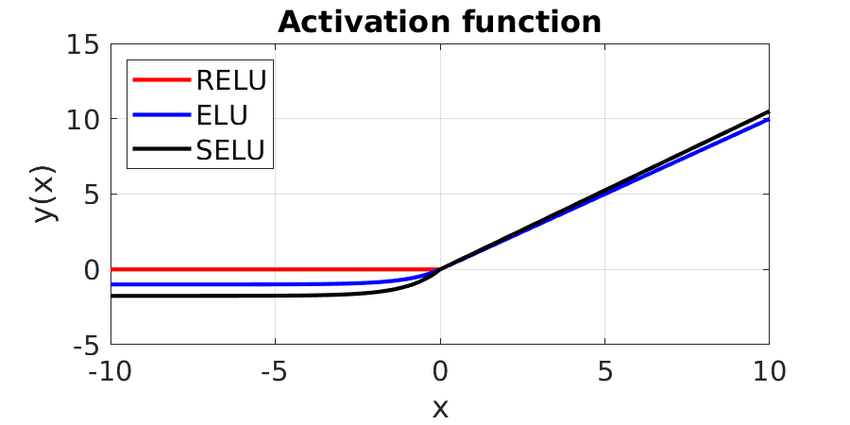 Activation function
15
10
5
0
-5
y(x)
RELU
ELU
SELU
-10 -5 0 5 10
x